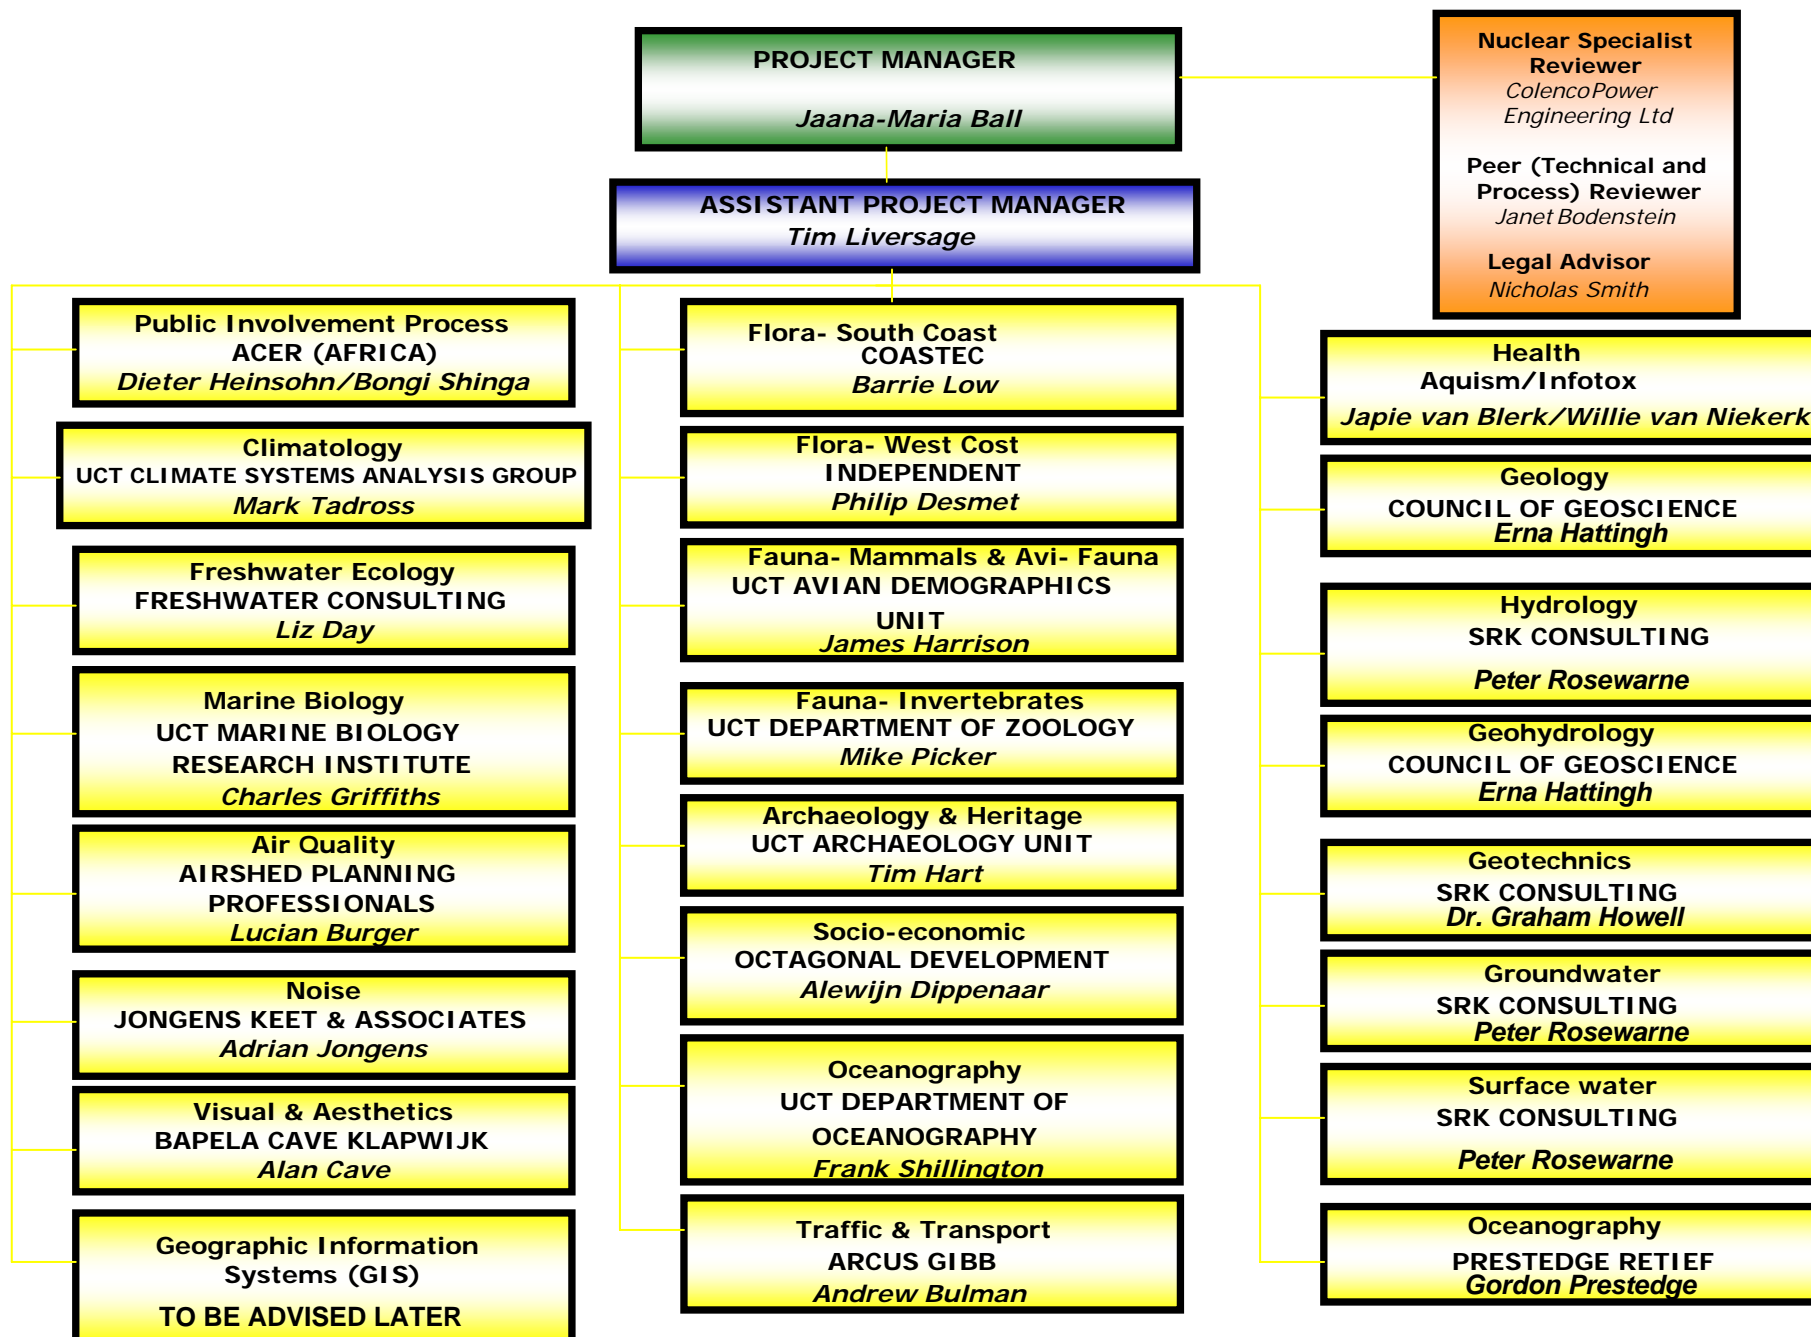 PROJECT MANAGER
Jaana-Maria Ball
ASSISTANT PROJECT MANAGER
Tim Liversage
Nuclear Specialist
Reviewer
ColencoPower
Engineering Ltd
Peer (Technical and
Process) Reviewer
Janet Bodenstein
Legal Advisor
Nicholas Smith
Public Involvement Process
ACER (AFRICA)
Dieter Heinsohn/Bongi Shinga
Climatology
UCT CLIMATE SYSTEMS ANALYSIS GROUP
Mark Tadross
Freshwater Ecology
FRESHWATER CONSULTING
Liz Day
Marine Biology
UCT MARINE BIOLOGY
RESEARCH INSTITUTE
Charles Griffiths
Air Quality
AIRSHED PLANNING
PROFESSIONALS
Lucian Burger
Noise
JONGENS KEET & ASSOCIATES
Adrian Jongens
Visual & Aesthetics
BAPELA CAVE KLAPWIJK
Alan Cave
Geographic Information
Systems (GIS)
TO BE ADVISED LATER
Flora- South Coast
COASTEC
Barrie Low
Flora- West Cost
INDEPENDENT
Philip Desmet
Fauna- Mammals & Avi- Fauna
UCT AVIAN DEMOGRAPHICS
UNIT
James Harrison
Fauna- Invertebrates
UCT DEPARTMENT OF ZOOLOGY
Mike Picker
Archaeology & Heritage
UCT ARCHAEOLOGY UNIT
Tim Hart
Socio-economic
OCTAGONAL DEVELOPMENT
Alewijn Dippenaar
Oceanography
UCT DEPARTMENT OF
OCEANOGRAPHY
Frank Shillington
Traffic & Transport
ARCUS GIBB
Andrew Bulman
Health
Aquism/Infotox
Japie van Blerk/Willie van Niekerk
Geology
COUNCIL OF GEOSCIENCE
Erna Hattingh
Hydrology
SRK CONSULTING
Peter Rosewarne
Geohydrology
COUNCIL OF GEOSCIENCE
Erna Hattingh
Geotechnics
SRK CONSULTING
Dr. Graham Howell
Groundwater
SRK CONSULTING
Peter Rosewarne
Surface water
SRK CONSULTING
Peter Rosewarne
Oceanography
PRESTEDGE RETIEF
Gordon Prestedge